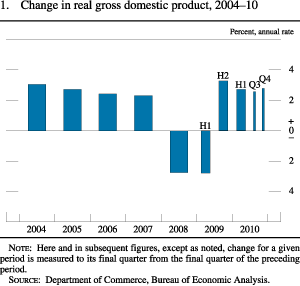 1. Change in real gross domestic product, 2004–10
Percent, annual rate
H2
Q4
H1 Q3
H1
4
2
+
0
–
2
4
2004 2005 2006 2007 2008 2009 2010
NOTE: Here and in subsequent figures, except as noted, change for a given
period is measured to its final quarter from the final quarter of the preceding
period.
SOURCE: Department of Commerce, Bureau of Economic Analysis.